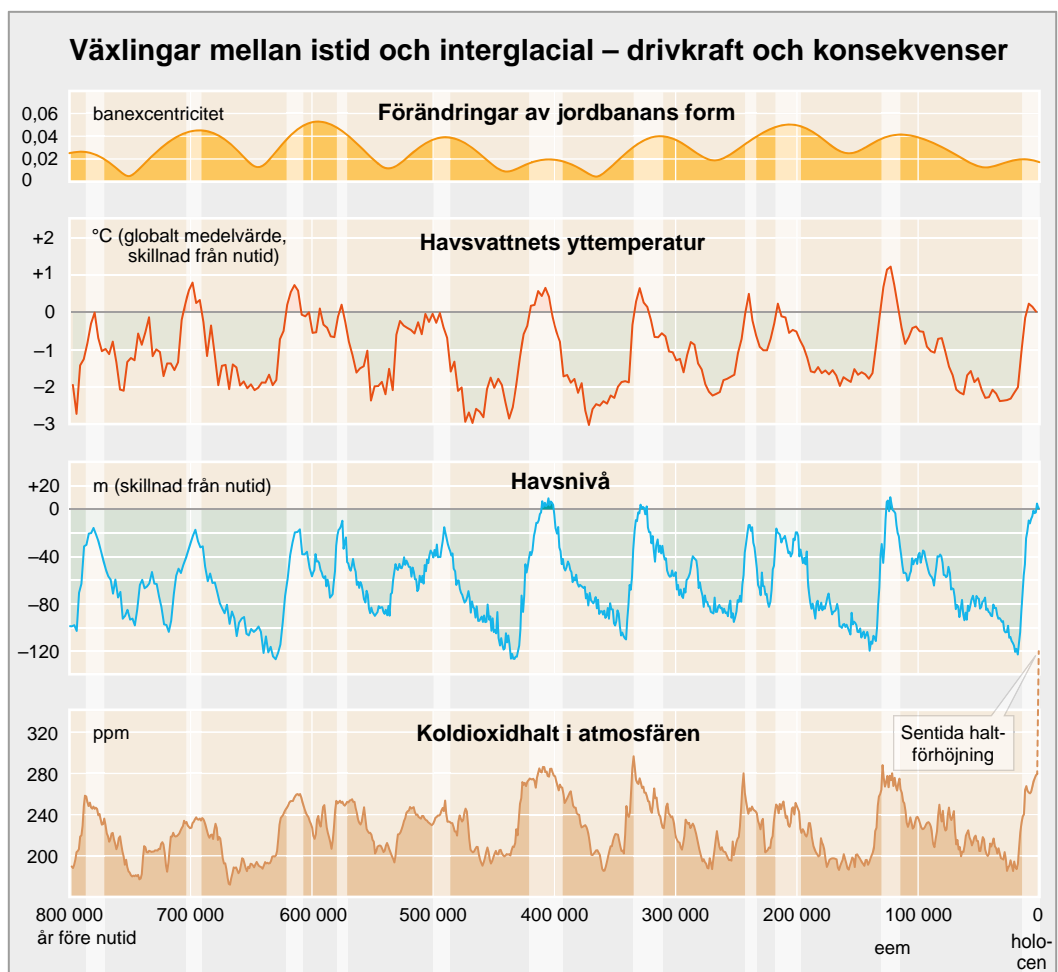 Växlingar mellan istid och interglacial – drivkraft och konsekvenser
banexcentricitet
Förändringar av jordbanans form
0,06
0,04
0,02
0
°C (globalt medelvärde,
skillnad från nutid)
Havsvattnets yttemperatur
+2
+1
0
–1
–2
–3
m (skillnad från nutid)
Havsnivå
+20
0
–40
–80
–120
ppm
Koldioxidhalt i atmosfären
Sentida halt-
förhöjning
320
280
240
200
800 000 700 000 600 000 500 000 400 000 300 000 200 000 100 000 0
år före nutid
eem
holo-
cen